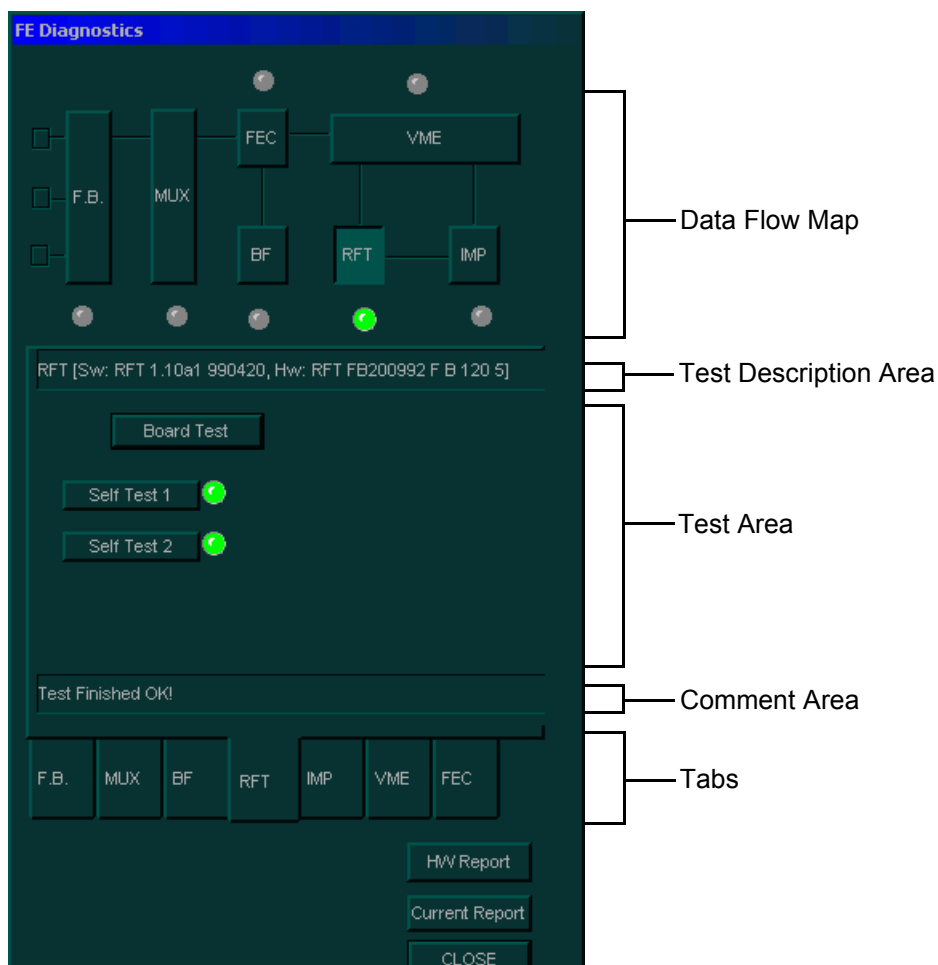 FE Diagnostics
FEC
VME
F.B.
MUX
BF
RFT
IMP
Data Flow Map
RFT [Sw: RFT 1.10a1 990420, Hw: RFT FB200992 F B 120 5]
Test Description Area
Board Test
Self Test 1
Self Test 2
Test Area
Test Finished OK!
Comment Area
F.B. MUX BF RFT IMP VME FEC
Tabs
HW Report
Current Report
CLOSE